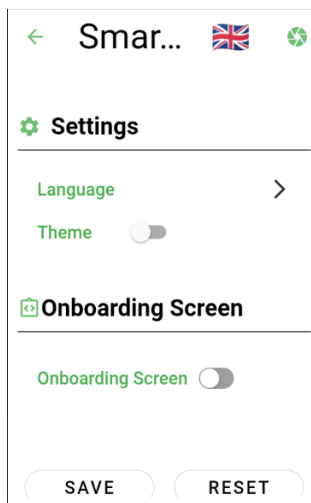 Smar...
Settings
Language
Theme
Onboarding Screen
Onboarding Screen
SAVE RESET